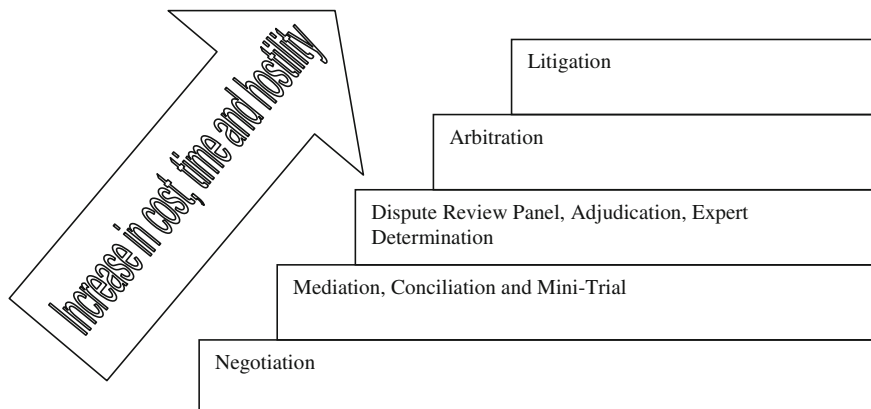 Increase in cost, time and hostility
Litigation
Arbitration
Dispute Review Panel, Adjudication, Expert
Determination
Mediation, Conciliation and Mini-Trial
Negotiation